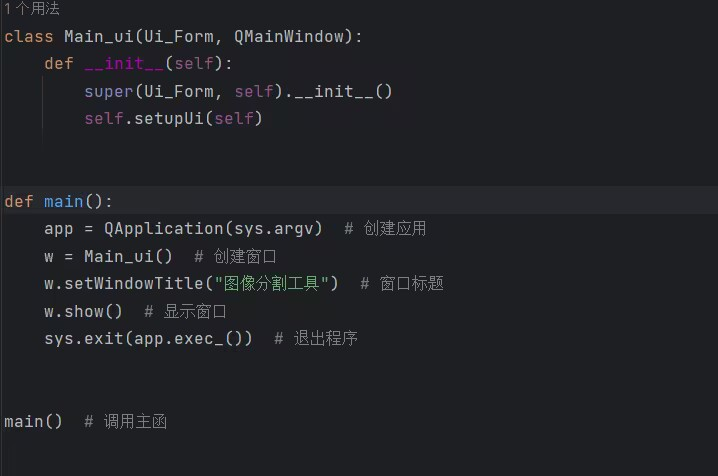 1 个用法
class Main_ui(Ui_Form, QMainWindow):
    def __init__(self):
        super(Ui_Form, self).__init__()
        self.setupUi(self)
def main():
    app = QApplication(sys.argv)  # 创建应用
    w = Main_ui()  # 创建窗口
    w.setWindowTitle("图像分割工具")  # 窗口标题
    w.show()  # 显示窗口
    sys.exit(app.exec_())  # 退出程序
main()  # 调用主函